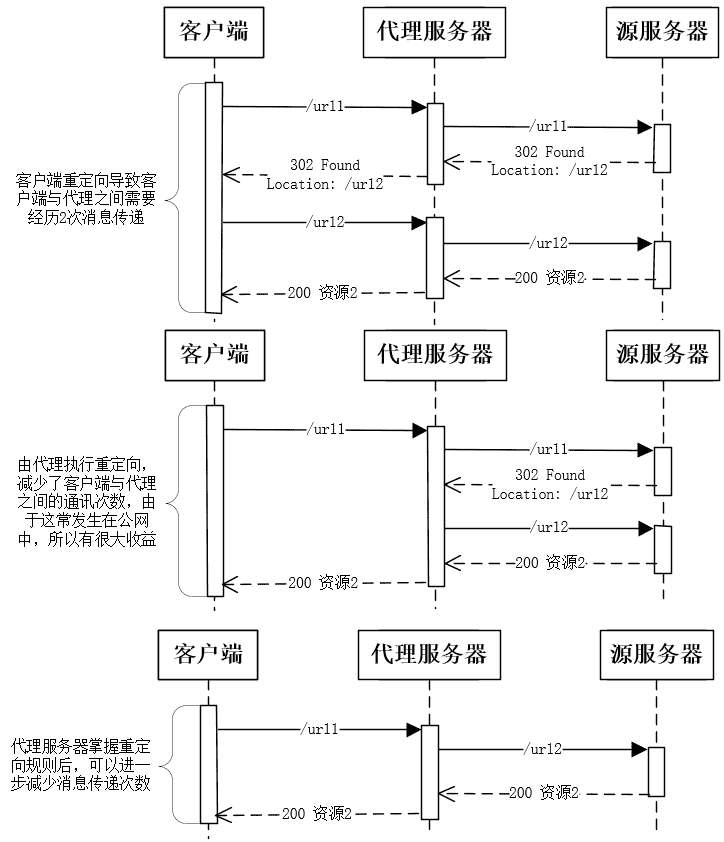 客户端 代理服务器 源服务器
/url1
/url1
302 Found
Location: /url2
302 Found
Location: /url2
客户端重定向导致客
户端与代理之间需要
经历2次消息传递
/url2
/url2
200 资源2
200 资源2
客户端 代理服务器 源服务器
/url1
/url1
由代理执行重定向,
减少了客户端与代理
之间的通讯次数, 由
于这常发生在公网
中, 所以有很大收益
302 Found
Location: /url2
/url2
200 资源2
200 资源2
客户端 代理服务器 源服务器
/url1
/url2
代理服务器掌握重定
向规则后, 可以进一
步减少消息传递次数
200 资源2
200 资源2